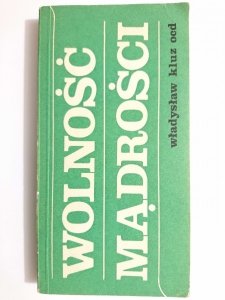 WOLNOŚĆ
MĄDROŚCI
władysław kluz ocd